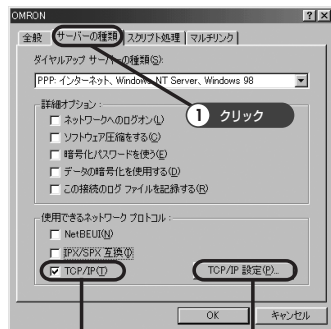 OMRON
全般 サーバーの種類 スクリプト処理 マルチリンク
ダイヤルアップ サーバーの種類(S):
PPP: インターネット、Windows NT Server、Windows 98
詳細オプション:
ネットワークへのログオン(L)
1 クリック
ソフトウェア圧縮をする(C)
暗号化パスワードを使う(E)
データの暗号化を使用する(D)
この接続のログ ファイルを記録する(R)
使用できるネットワーク プロトコル:
NetBEUI(N)
IPX/SPX 互換(I)
TCP/IP(T) TCP/IP 設定(P)...
OK キャンセル